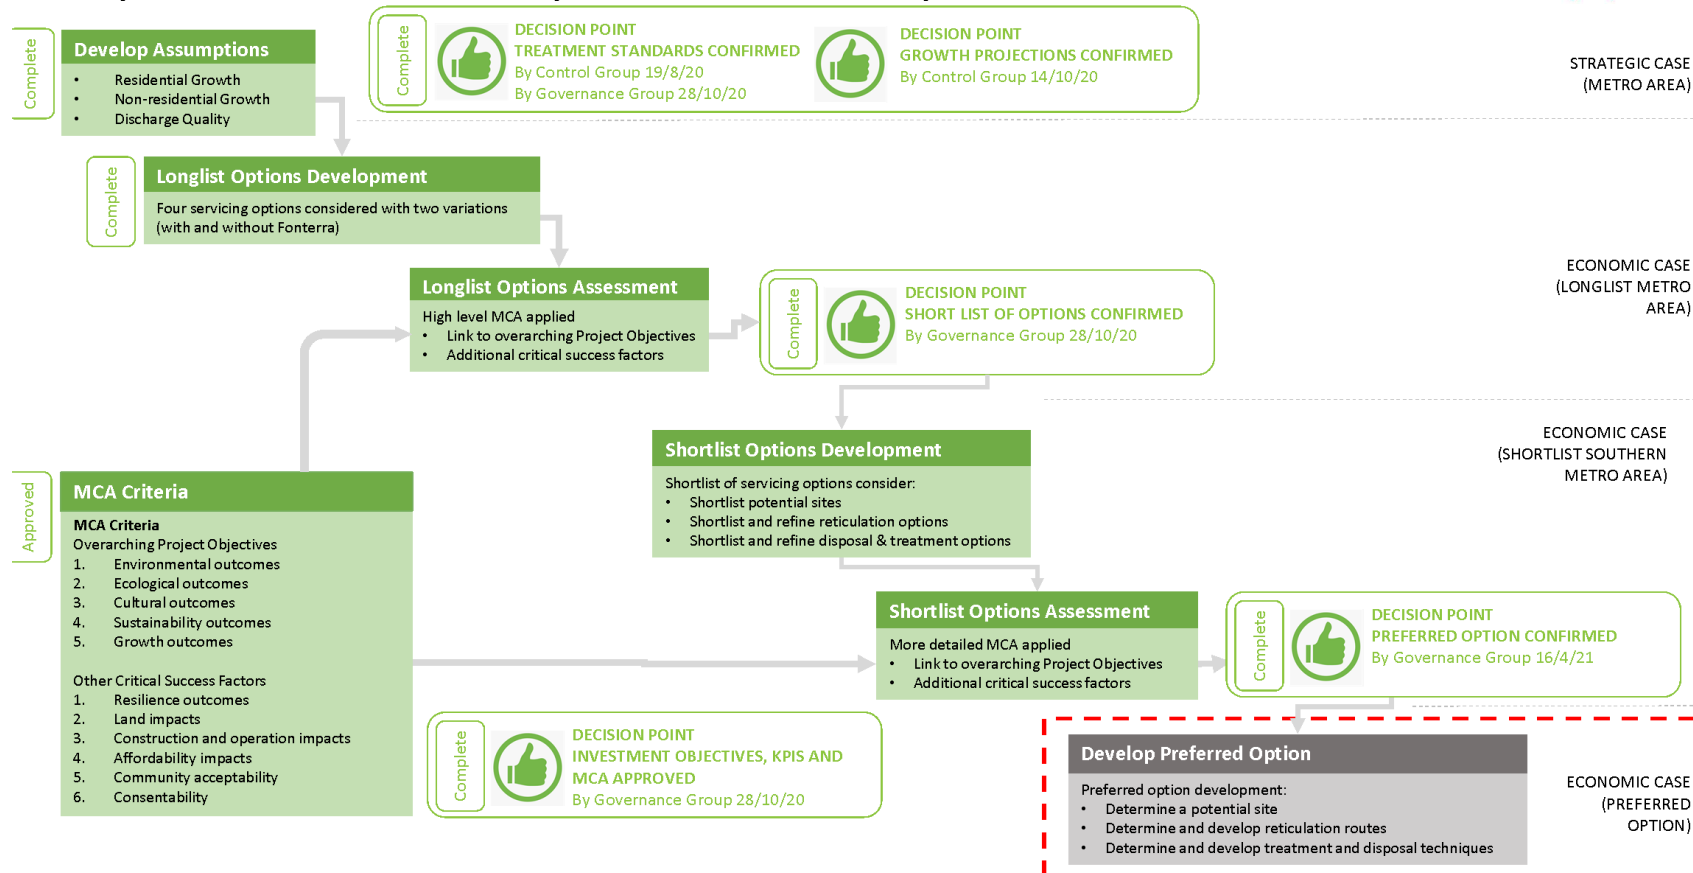 Complete
Develop Assumptions
• Residential Growth
• Non-residential Growth
• Discharge Quality
Complete
DECISION POINT
TREATMENT STANDARDS CONFIRMED
By Control Group 19/8/20
By Governance Group 28/10/20
DECISION POINT
GROWTH PROJECTIONS CONFIRMED
By Control Group 14/10/20
STRATEGIC CASE
(METRO AREA)
Complete
Longlist Options Development
Four servicing options considered with two variations
(with and without Fonterra)
Longlist Options Assessment
High level MCA applied
• Link to overarching Project Objectives
• Additional critical success factors
Complete
DECISION POINT
SHORT LIST OF OPTIONS CONFIRMED
By Governance Group 28/10/20
ECONOMIC CASE
(LONGLIST METRO
AREA)
Shortlist Options Development
Shortlist of servicing options consider:
• Shortlist potential sites
• Shortlist and refine reticulation options
• Shortlist and refine disposal & treatment options
ECONOMIC CASE
(SHORTLIST SOUTHERN
METRO AREA)
Approved
MCA Criteria
MCA Criteria
Overarching Project Objectives
1. Environmental outcomes
2. Ecological outcomes
3. Cultural outcomes
4. Sustainability outcomes
5. Growth outcomes
Other Critical Success Factors
1. Resilience outcomes
2. Land impacts
3. Construction and operation impacts
4. Affordability impacts
5. Community acceptability
6. Consentability
Shortlist Options Assessment
More detailed MCA applied
• Link to overarching Project Objectives
• Additional critical success factors
Complete
DECISION POINT
PREFERRED OPTION CONFIRMED
By Governance Group 16/4/21
Complete
DECISION POINT
INVESTMENT OBJECTIVES, KPIS AND
MCA APPROVED
By Governance Group 28/10/20
Develop Preferred Option
Preferred option development:
• Determine a potential site
• Determine and develop reticulation routes
• Determine and develop treatment and disposal techniques
ECONOMIC CASE
(PREFERRED
OPTION)